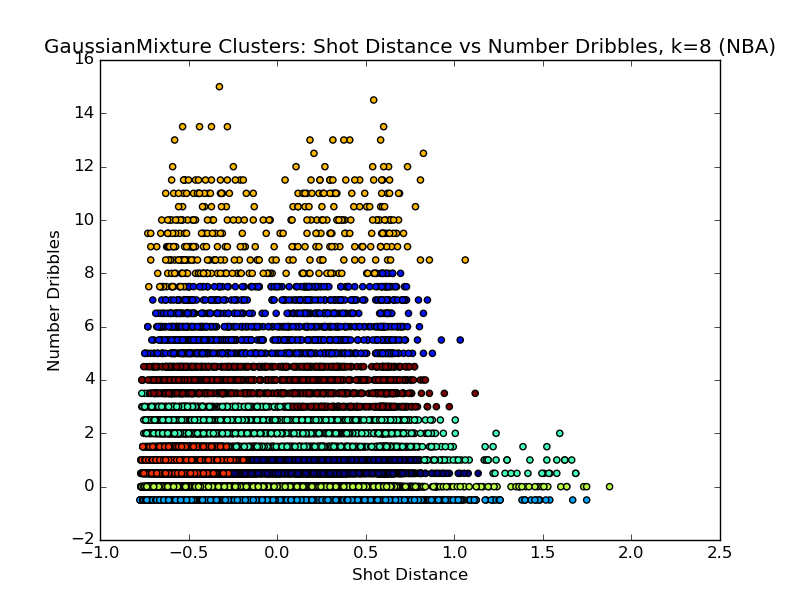 GaussianMixture Clusters: Shot Distance vs Number Dribbles, k=8 (NBA)
16
14
12
10
8
6
4
2
0
−2
Number Dribbles
−1.0 −0.5 0.0 0.5 1.0 1.5 2.0 2.5
Shot Distance